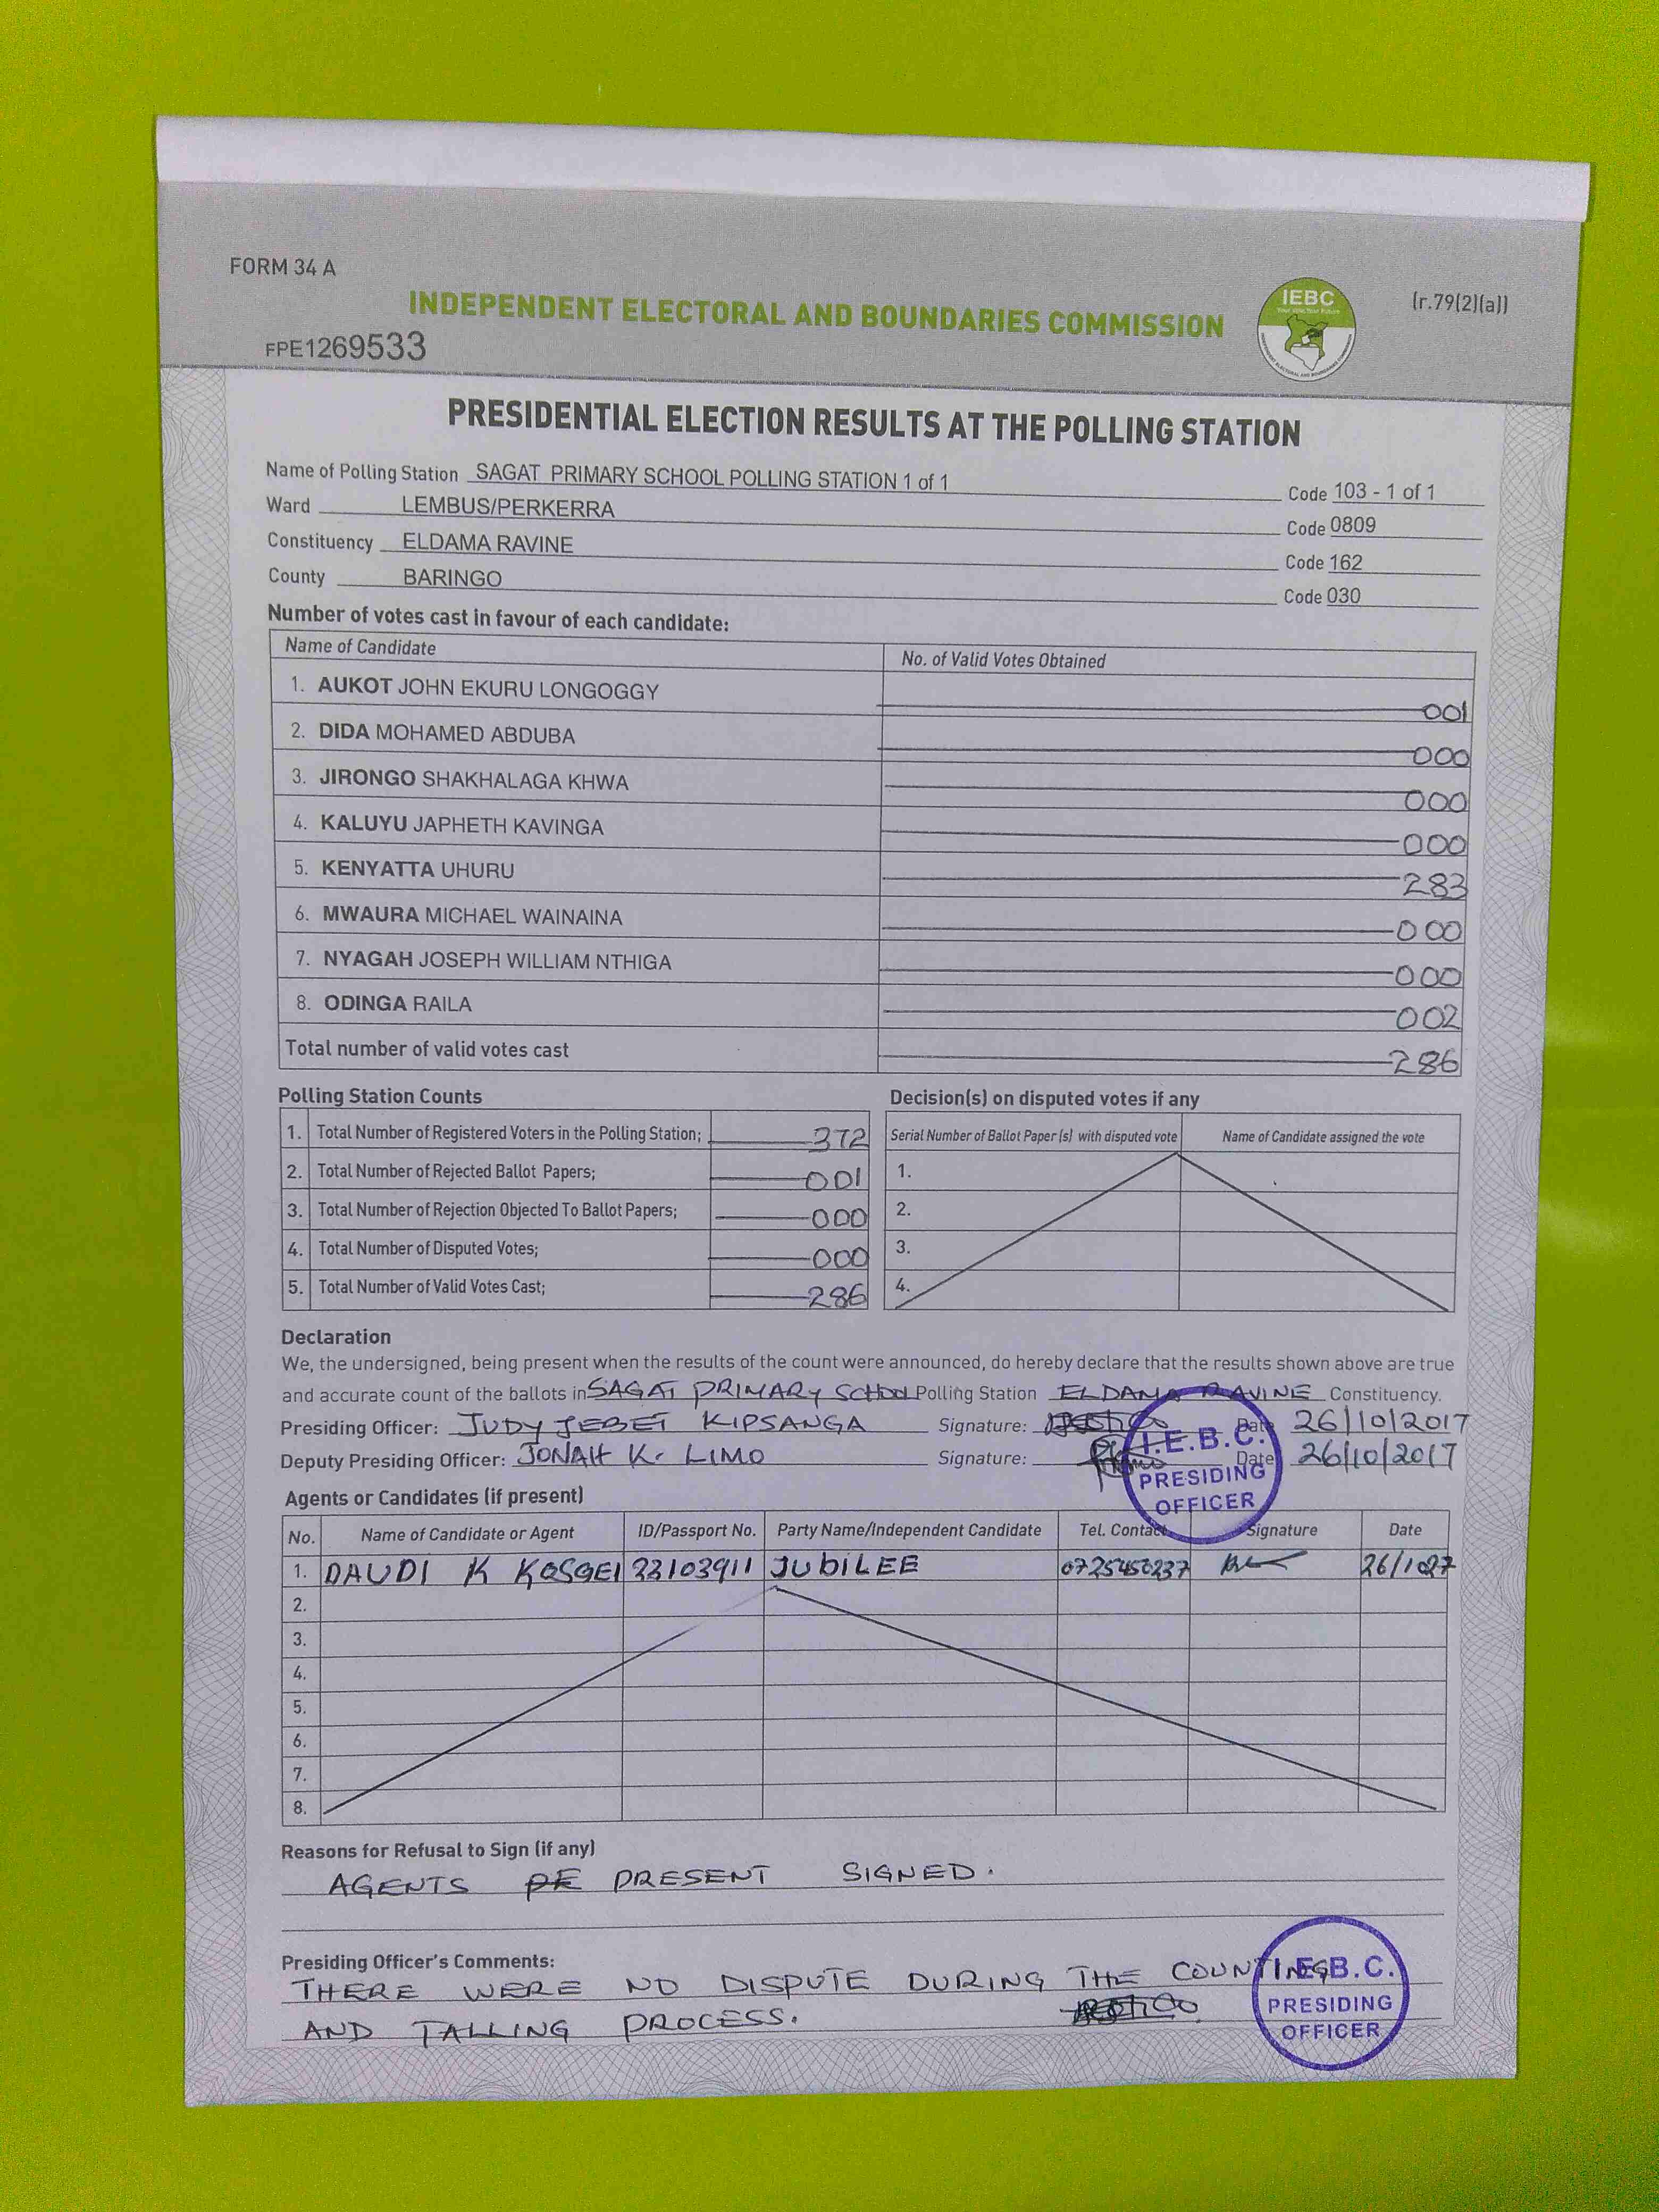 FORM 34 A
INDEPENDENT ELECTORAL AND BOUNDARIES COMMISSION
IEBC
(r.79(2)(a))
FPE1269533
PRESIDENTIAL ELECTION RESULTS AT THE POLLING STATION
Name of Polling Station SAGAT PRIMARY SCHOOL POLLING STATION 1 of 1 Code 103 - 1 of 1
Ward LEMBUS/PERKERRA Code 0809
Constituency ELDAMA RAVINE Code 162
County BARINGO Code 030
Number of votes cast in favour of each candidate:
Name of Candidate No. of Valid Votes Obtained
1. AUKOT JOHN EKURU LONGOGGY 001
2. DIDA MOHAMED ABDUBA 000
3. JIRONGO SHAKHALAGA KHWA 000
4. KALUYU JAPHETH KAVINGA 000
5. KENYATTA UHURU 283
6. MWAURA MICHAEL WAINAINA 000
7. NYAGAH JOSEPH WILLIAM NTHIGA 000
8. ODINGA RAILA 002
Total number of valid votes cast 286
Polling Station Counts
1. Total Number of Registered Voters in the Polling Station; 372
2. Total Number of Rejected Ballot Papers; 001
3. Total Number of Rejection Objected To Ballot Papers; 000
4. Total Number of Disputed Votes; 000
5. Total Number of Valid Votes Cast; 286
Decision(s) on disputed votes if any
Serial Number of Ballot Paper(s) with disputed vote Name of Candidate assigned the vote
1.
2.
3.
4.
Declaration
We, the undersigned, being present when the results of the count were announced, do hereby declare that the results shown above are true
and accurate count of the ballots in SAGAT PRIMARY SCHOOL Polling Station ELDAMA RAVINE Constituency.
Presiding Officer: JUDY JEBET KIPSANGA Signature: Date 26/10/2017
Deputy Presiding Officer: JONAH K. LIMO Signature: Date 26/10/2017
I.E.B.C.
PRESIDING
OFFICER
Agents or Candidates (if present)
No. Name of Candidate or Agent ID/Passport No. Party Name/Independent Candidate Tel. Contact Signature Date
1. DAUDI K KOSGEI 22103911 JUBILEE 0725450237
2.
3.
4.
5.
6.
7.
8.
Reasons for Refusal to Sign (if any)
AGENTS PRESENT SIGNED.
Presiding Officer's Comments:
THERE WERE NO DISPUTE DURING THE COUNTING
AND TALLING PROCESS.
I.E.B.C.
PRESIDING
OFFICER